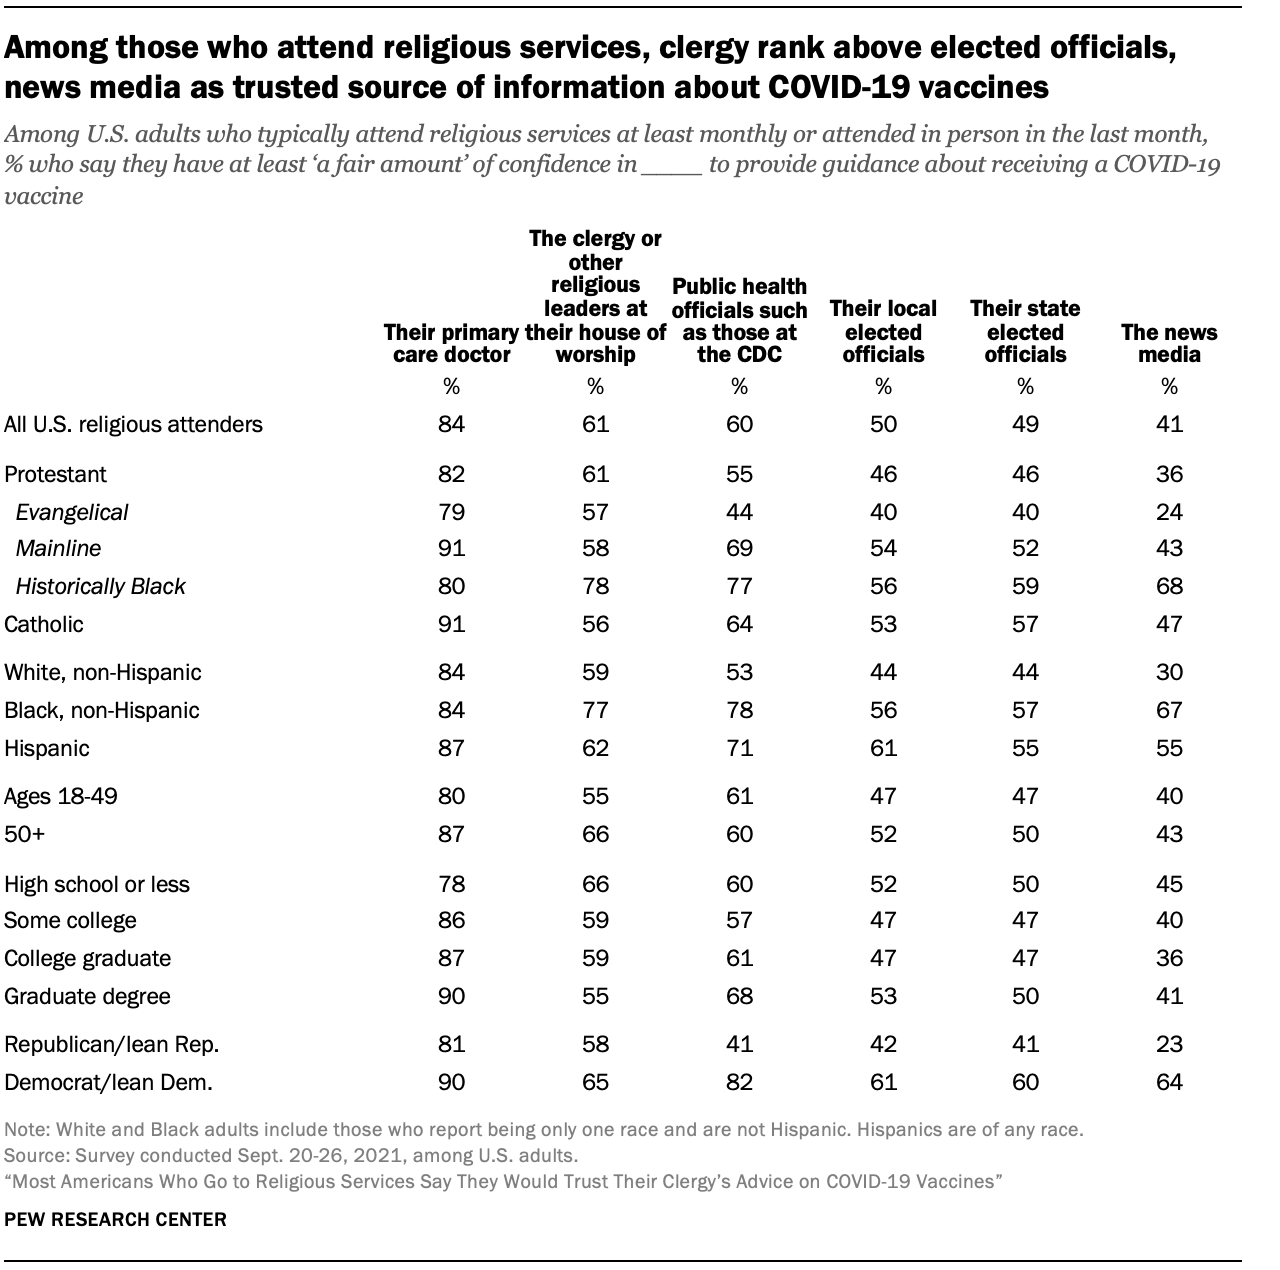 Among those who attend religious services, clergy rank above elected officials,
news media as trusted source of information about COVID-19 vaccines
Among U.S. adults who typically attend religious services at least monthly or attended in person in the last month,
% who say they have at least ‘a fair amount’ of confidence in _____ to provide guidance about receiving a COVID-19
vaccine
Their primary care doctor
The clergy or other religious leaders at their house of worship
Public health officials such as those at the CDC
Their local elected officials
Their state elected officials
The news media
% % % % % %
All U.S. religious attenders 84 61 60 50 49 41
Protestant 82 61 55 46 46 36
Evangelical 79 57 44 40 40 24
Mainline 91 58 69 54 52 43
Historically Black 80 78 77 56 59 68
Catholic 91 56 64 53 57 47
White, non-Hispanic 84 59 53 44 44 30
Black, non-Hispanic 84 77 78 56 57 67
Hispanic 87 62 71 61 55 55
Ages 18-49 80 55 61 47 47 40
50+ 87 66 60 52 50 43
High school or less 78 66 60 52 50 45
Some college 86 59 57 47 47 40
College graduate 87 59 61 47 47 36
Graduate degree 90 55 68 53 50 41
Republican/lean Rep. 81 58 41 42 41 23
Democrat/lean Dem. 90 65 82 61 60 64
Note: White and Black adults include those who report being only one race and are not Hispanic. Hispanics are of any race.
Source: Survey conducted Sept. 20-26, 2021, among U.S. adults.
“Most Americans Who Go to Religious Services Say They Would Trust Their Clergy’s Advice on COVID-19 Vaccines”
PEW RESEARCH CENTER